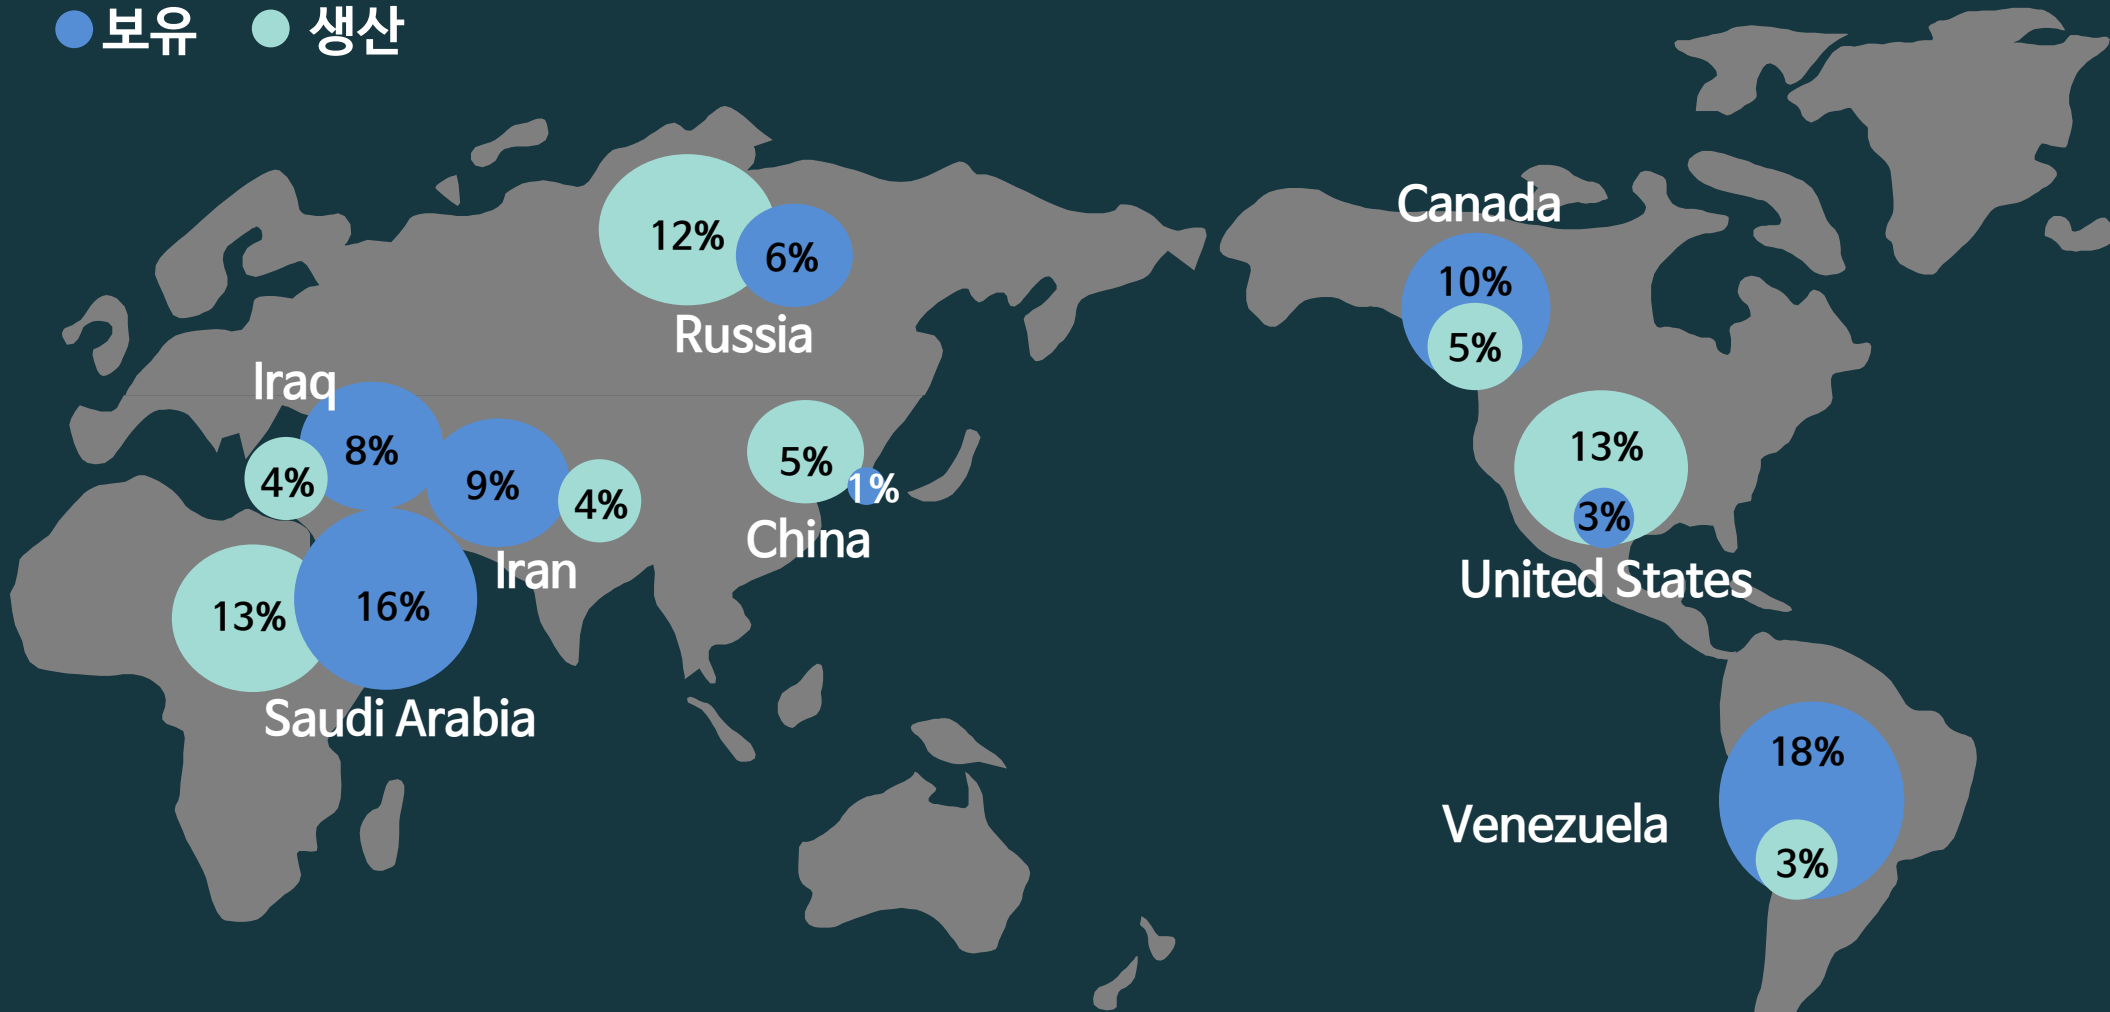 보유 생산
Canada
12% 6%
10%
Russia
5%
Iraq
8%
4%
9%
4%
5%
1%
13%
3%
China
Iran
United States
13%
16%
Saudi Arabia
18%
Venezuela
3%